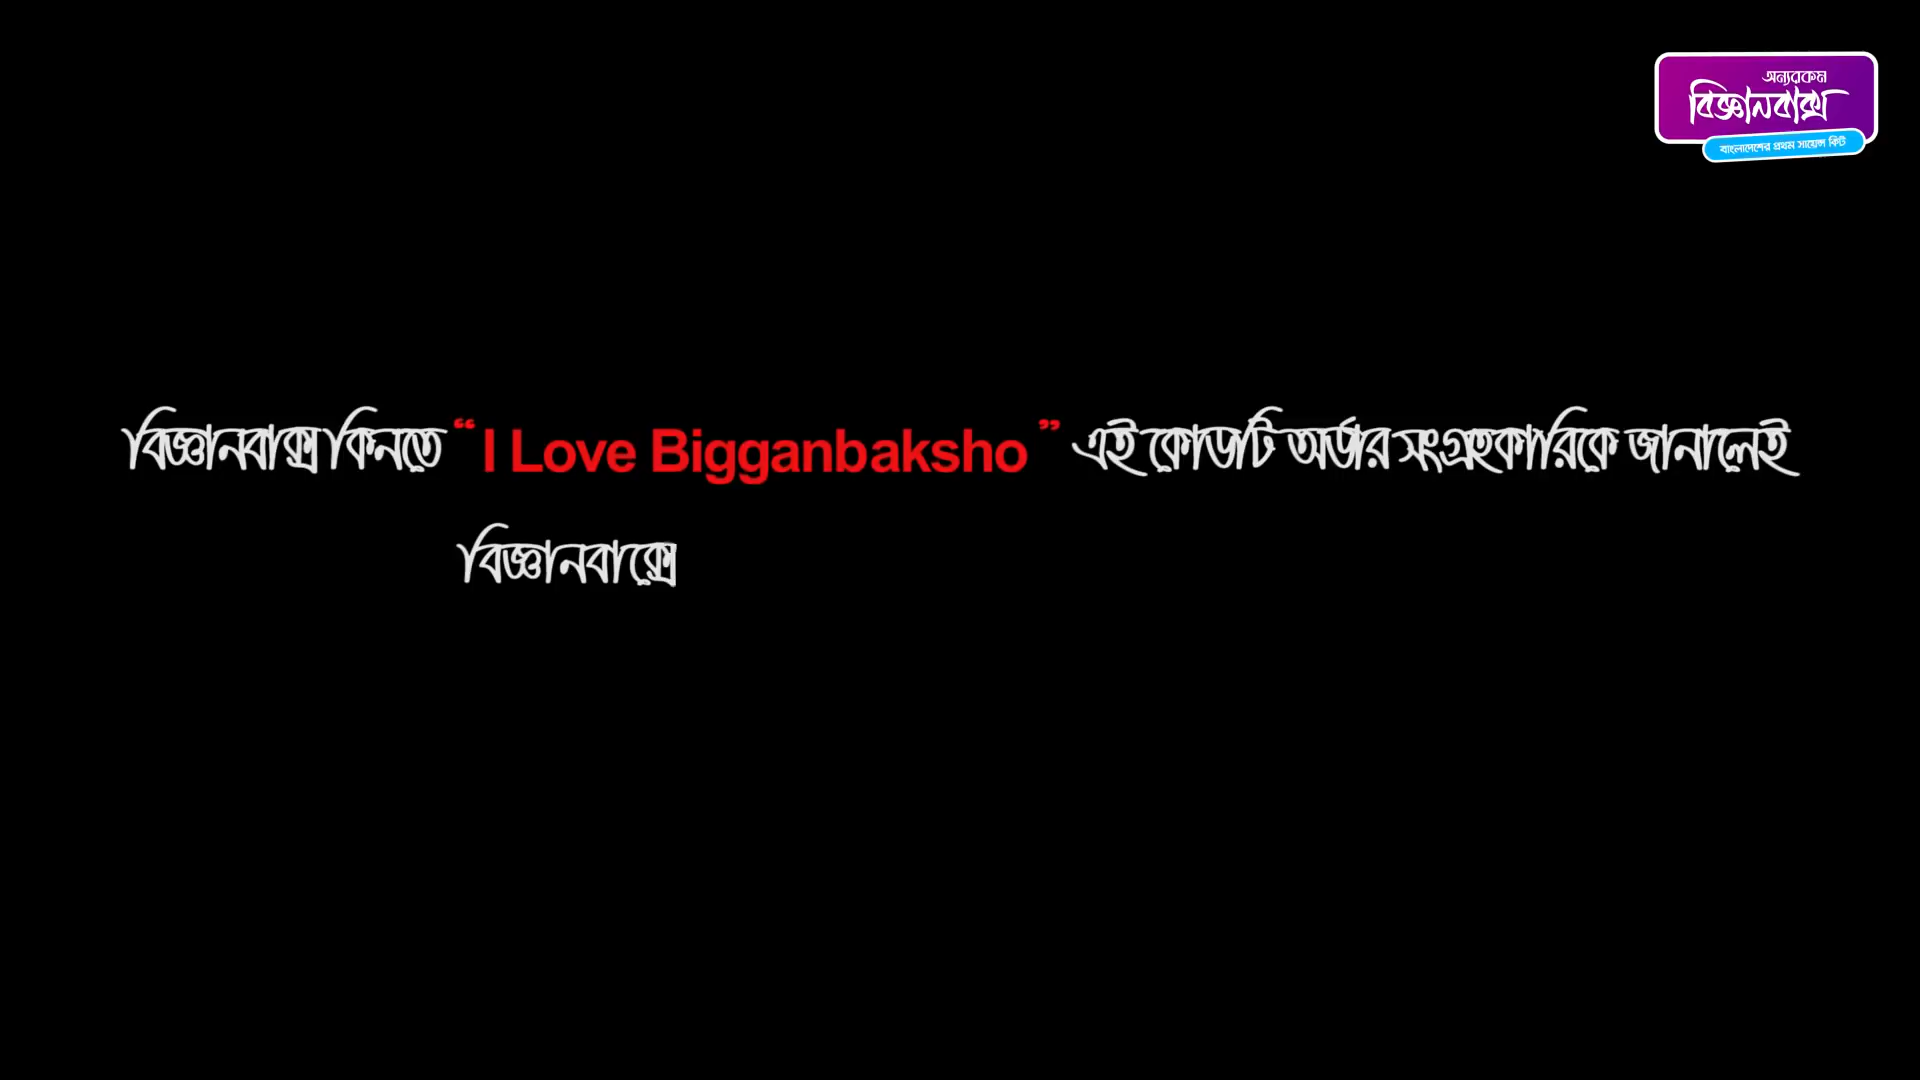 অন্যরকম
বিজ্ঞানবাক্স
বাংলাদেশের প্রথম সায়েন্স কিট
বিজ্ঞানবাক্স কিনতে “I Love Bigganbaksho” এই কোডটি অর্ডার সংগ্রহকারিকে জানালেই
বিজ্ঞানবাক্সে